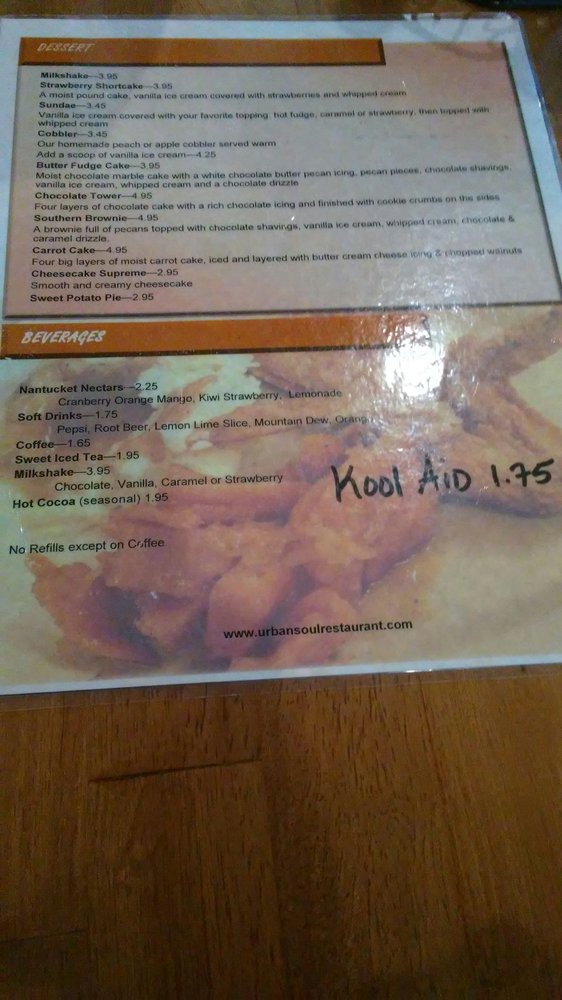 DESSERT
Milkshake—3.95
Strawberry Shortcake—3.95
A moist pound cake, vanilla ice cream covered with strawberries and whipped cream
Sundae—3.45
Vanilla ice cream covered with your favorite topping hot fudge, caramel or strawberry, then topped with
whipped cream
Cobbler—3.45
Our homemade peach or apple cobbler served warm
Add a scoop of vanilla ice cream—4.25
Butter Fudge Cake—3.95
Moist chocolate marble cake with a white chocolate butter pecan icing, pecan pieces, chocolate shavings,
vanilla ice cream, whipped cream and a chocolate drizzle
Chocolate Tower—4.95
Four layers of chocolate cake with a rich chocolate icing and finished with cookie crumbs on the sides
Southern Brownie—4.95
A brownie full of pecans topped with chocolate shavings, vanilla ice cream, whipped cream, chocolate &
caramel drizzle.
Carrot Cake—4.95
Four big layers of moist carrot cake, iced and layered with butter cream cheese icing & chopped walnuts
Cheesecake Supreme—2.95
Smooth and creamy cheesecake
Sweet Potato Pie—2.95
BEVERAGES
Nantucket Nectars—2.25
Cranberry Orange Mango, Kiwi Strawberry, Lemonade
Soft Drinks—1.75
Pepsi, Root Beer, Lemon Lime Slice, Mountain Dew, Orange
Coffee—1.65
Sweet Iced Tea—1.95
Milkshake—3.95
Chocolate, Vanilla, Caramel or Strawberry
Hot Cocoa (seasonal) 1.95
Kool AiD 1.75
No Refills except on Coffee
www.urbansoulrestaurant.com